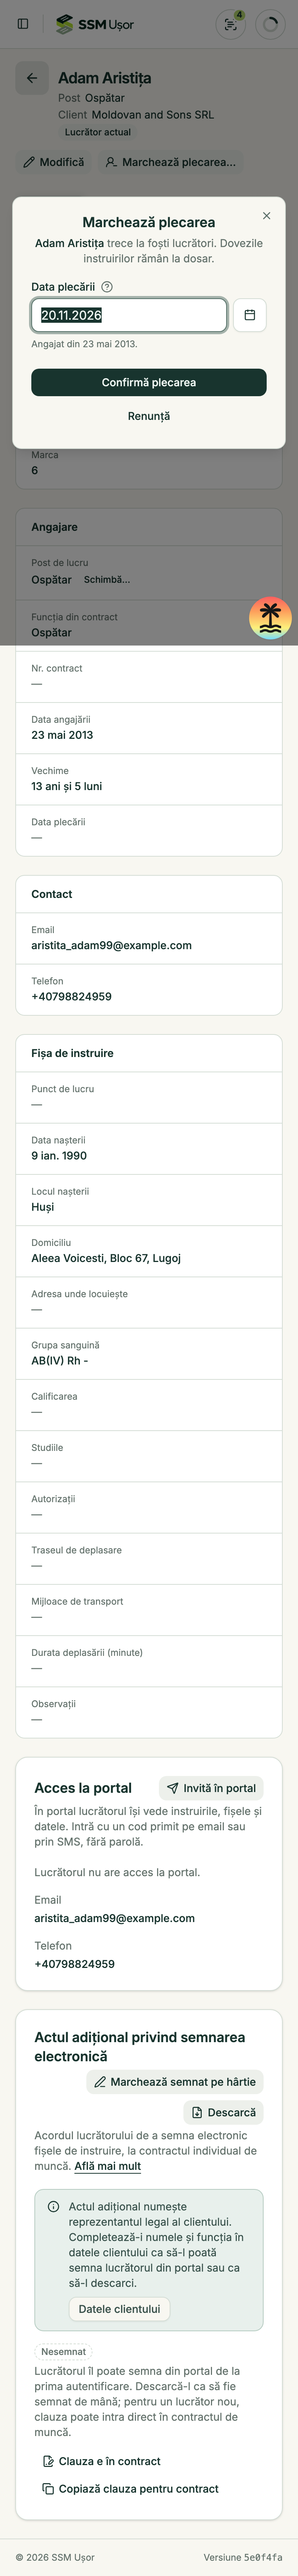 SSM Ușor
4
Adam Aristița
Post Ospătar
Client Moldovan and Sons SRL
Lucrător actual
Modifică
Marchează plecarea...
Marchează plecarea
Adam Aristița trece la foști lucrători. Dovezile
instruirilor rămân la dosar.
Data plecării
20.11.2026
Angajat din 23 mai 2013.
Confirmă plecarea
Renunță
Marca
6
Angajare
Post de lucru
Ospătar Schimbă...
Funcția din contract
Ospătar
Nr. contract
—
Data angajării
23 mai 2013
Vechime
13 ani și 5 luni
Data plecării
—
Contact
Email
aristita_adam99@example.com
Telefon
+40798824959
Fișa de instruire
Punct de lucru
—
Data nașterii
9 ian. 1990
Locul nașterii
Huși
Domiciliu
Aleea Voicesti, Bloc 67, Lugoj
Adresa unde locuiește
—
Grupa sanguină
AB(IV) Rh -
Calificarea
—
Studiile
—
Autorizații
—
Traseul de deplasare
—
Mijloace de transport
—
Durata deplasării (minute)
—
Observații
—
Acces la portal
Invită în portal
În portal lucrătorul își vede instruirile, fișele și
datele. Intră cu un cod primit pe email sau
prin SMS, fără parolă.
Lucrătorul nu are acces la portal.
Email
aristita_adam99@example.com
Telefon
+40798824959
Actul adițional privind semnarea
electronică
Marchează semnat pe hârtie
Descarcă
Acordul lucrătorului de a semna electronic
fișele de instruire, la contractul individual de
muncă. Află mai mult
Actul adițional numește
reprezentantul legal al clientului.
Completează-i numele și funcția în
datele clientului ca să-l poată
semna lucrătorul din portal sau ca
să-l descarci.
Datele clientului
Nesemnat
Lucrătorul îl poate semna din portal de la
prima autentificare. Descarcă-l ca să fie
semnat de mână; pentru un lucrător nou,
clauza poate intra direct în contractul de
muncă.
Clauza e în contract
Copiază clauza pentru contract
© 2026 SSM Ușor
Versiune 5e0f4fa